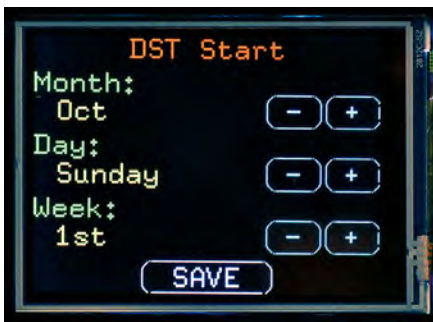 DST Start
Month:
Oct
- +
Day:
Sunday
- +
Week:
1st
- +
SAVE